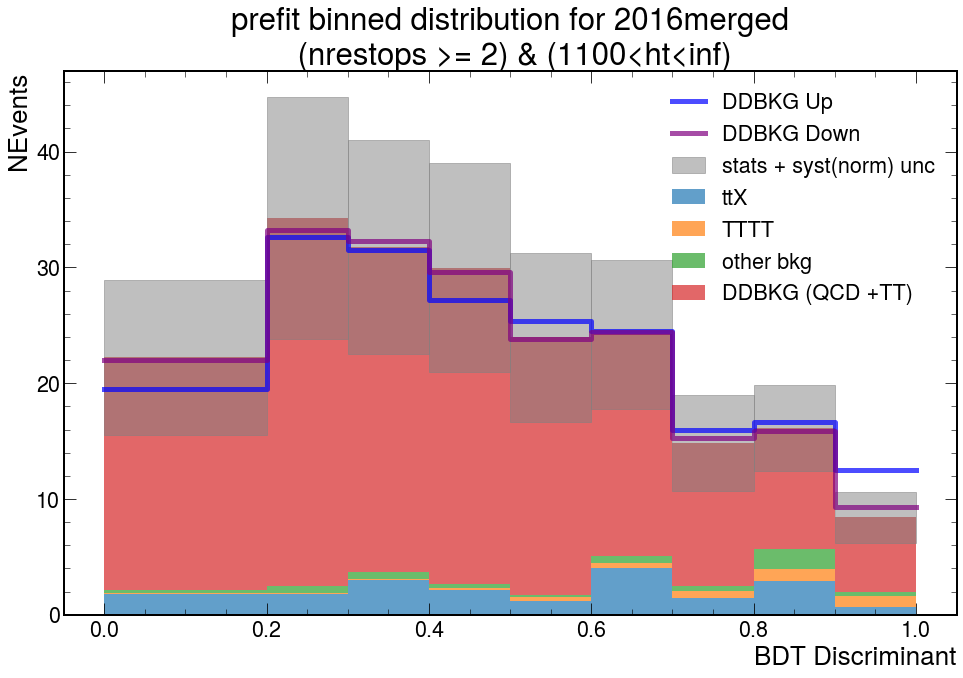 prefit binned distribution for 2016merged
(nrestops >= 2) & (1100<ht<inf)
NEvents
DDBKG Up
DDBKG Down
stats + syst(norm) unc
ttX
TTTT
other bkg
DDBKG (QCD +TT)
40
30
20
10
0
0.0 0.2 0.4 0.6 0.8 1.0
BDT Discriminant